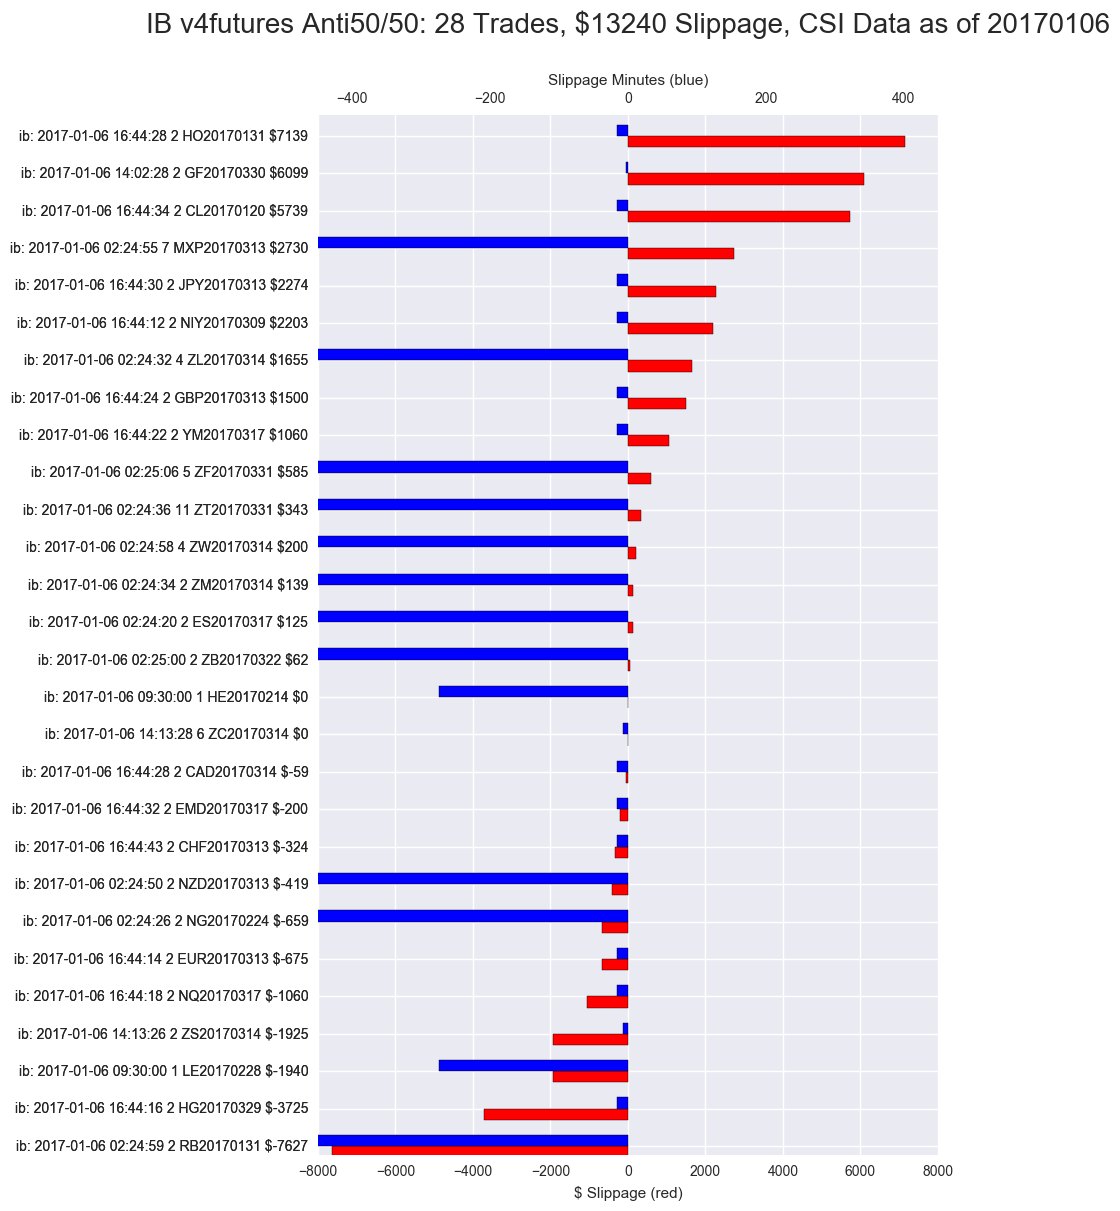 IB v4futures Anti50/50: 28 Trades, $13240 Slippage, CSI Data as of 20170106
Slippage Minutes (blue)
−400 −200 0 200 400
ib: 2017-01-06 16:44:28 2 HO20170131 $7139
ib: 2017-01-06 14:02:28 2 GF20170330 $6099
ib: 2017-01-06 16:44:34 2 CL20170120 $5739
ib: 2017-01-06 02:24:55 7 MXP20170313 $2730
ib: 2017-01-06 16:44:30 2 JPY20170313 $2274
ib: 2017-01-06 16:44:12 2 NIY20170309 $2203
ib: 2017-01-06 02:24:32 4 ZL20170314 $1655
ib: 2017-01-06 16:44:24 2 GBP20170313 $1500
ib: 2017-01-06 16:44:22 2 YM20170317 $1060
ib: 2017-01-06 02:25:06 5 ZF20170331 $585
ib: 2017-01-06 02:24:36 11 ZT20170331 $343
ib: 2017-01-06 02:24:58 4 ZW20170314 $200
ib: 2017-01-06 02:24:34 2 ZM20170314 $139
ib: 2017-01-06 02:24:20 2 ES20170317 $125
ib: 2017-01-06 02:25:00 2 ZB20170322 $62
ib: 2017-01-06 09:30:00 1 HE20170214 $0
ib: 2017-01-06 14:13:28 6 ZC20170314 $0
ib: 2017-01-06 16:44:28 2 CAD20170314 $-59
ib: 2017-01-06 16:44:32 2 EMD20170317 $-200
ib: 2017-01-06 16:44:43 2 CHF20170313 $-324
ib: 2017-01-06 02:24:50 2 NZD20170313 $-419
ib: 2017-01-06 02:24:26 2 NG20170224 $-659
ib: 2017-01-06 16:44:14 2 EUR20170313 $-675
ib: 2017-01-06 16:44:18 2 NQ20170317 $-1060
ib: 2017-01-06 14:13:26 2 ZS20170314 $-1925
ib: 2017-01-06 09:30:00 1 LE20170228 $-1940
ib: 2017-01-06 16:44:16 2 HG20170329 $-3725
ib: 2017-01-06 02:24:59 2 RB20170131 $-7627
−8000 −6000 −4000 −2000 0 2000 4000 6000 8000
$ Slippage (red)